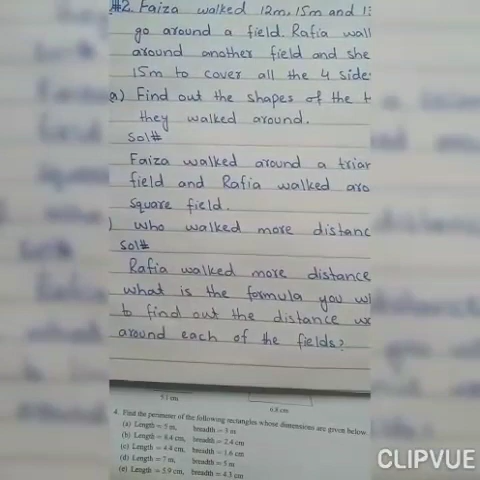 #2. Faiza walked 12m, 15m and
go around a field. Rafia
around another field and she
15m to cover all the 4
a) Find out the shapes of the
they walked around.
Sol#
Faiza walked around a
field and Rafia walked
square field.
) Who walked more
Sol#
Rafia walked more distance
what is the formula you
to find out the distance
around each of the fields?
5.1 cm
6.8 cm
4. Find the perimeter of the following rectangles whose dimensions are given below.
(a) Length = 5 m, breadth = 3 m
(b) Length = 8.4 cm, breadth = 2.4 cm
(c) Length = 4.4 cm, breadth = 1.6 cm
(d) Length = 7 m, breadth = 5 m
(e) Length = 5.9 cm, breadth = 4.3 cm
CLIPVUE